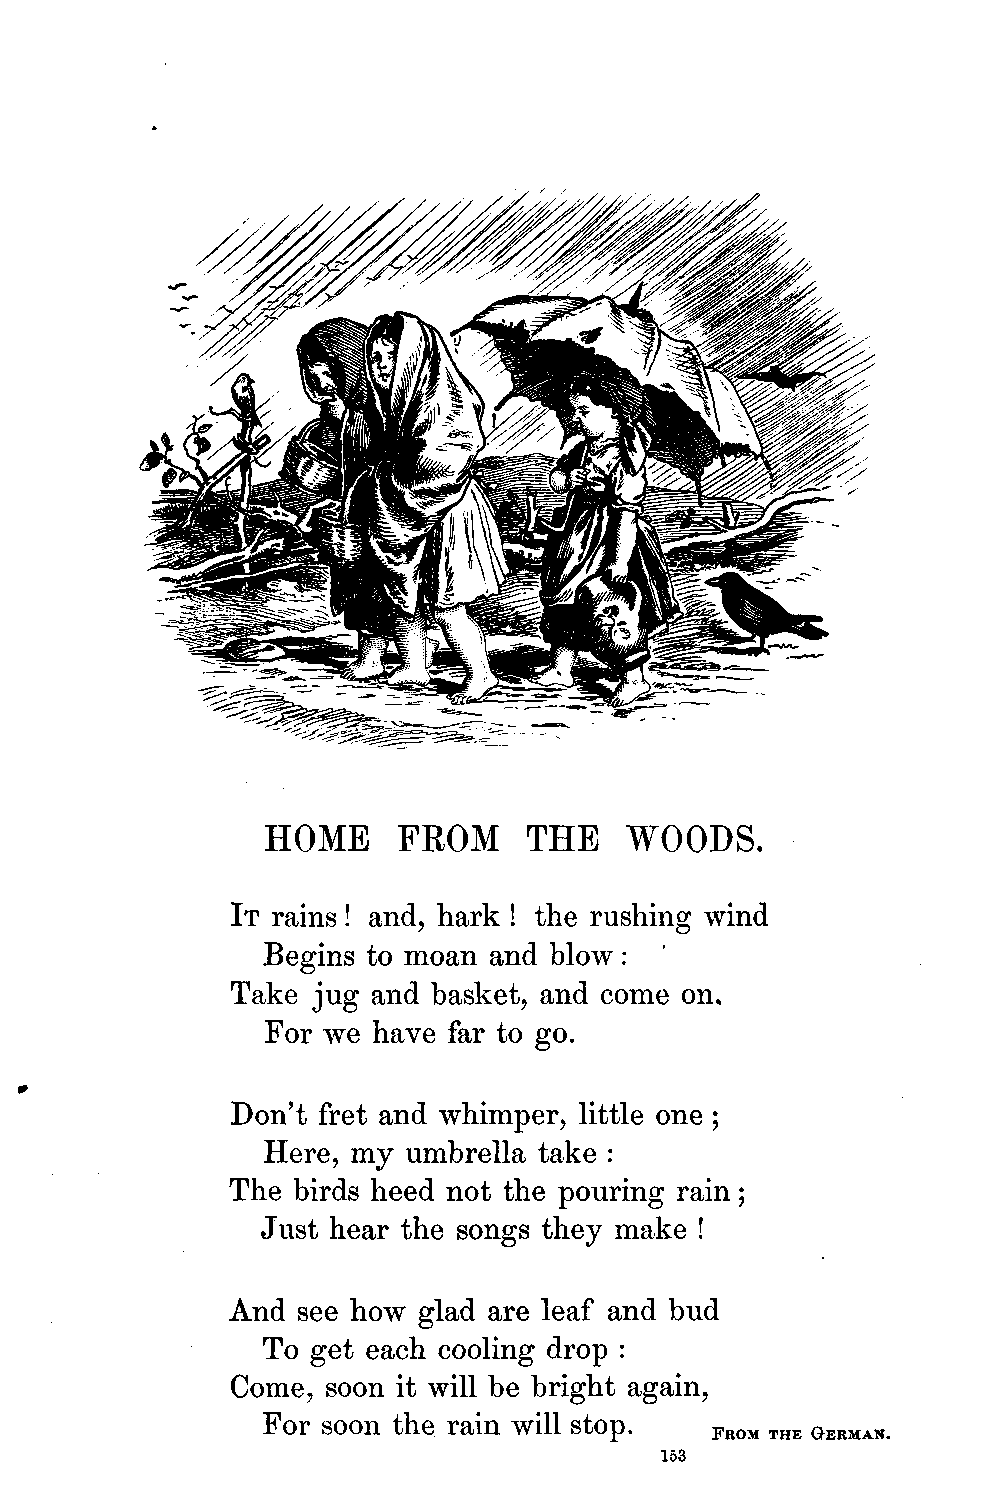 HOME FROM THE WOODS.
IT rains! and, hark! the rushing wind
Begins to moan and blow:
Take jug and basket, and come on.
For we have far to go.
Don't fret and whimper, little one;
Here, my umbrella take:
The birds heed not the pouring rain;
Just hear the songs they make!
And see how glad are leaf and bud
To get each cooling drop:
Come, soon it will be bright again,
For soon the rain will stop.
FROM THE GERMAN.
153